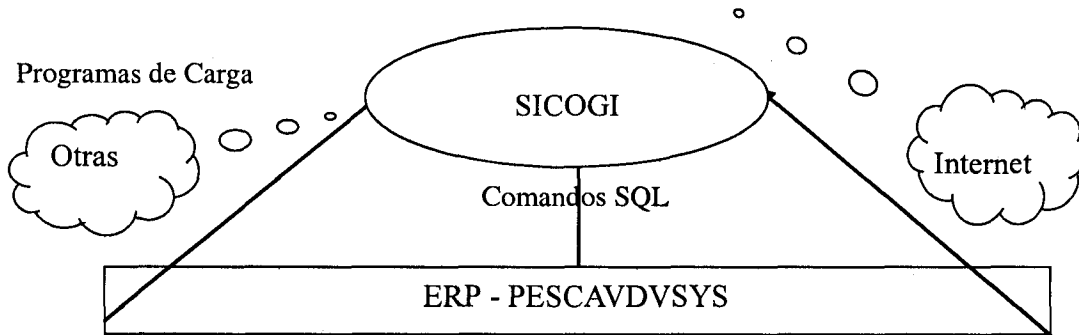 Programas de Carga
SICOGI
Otras
Internet
Comandos SQL
ERP - PESCAVDVSYS